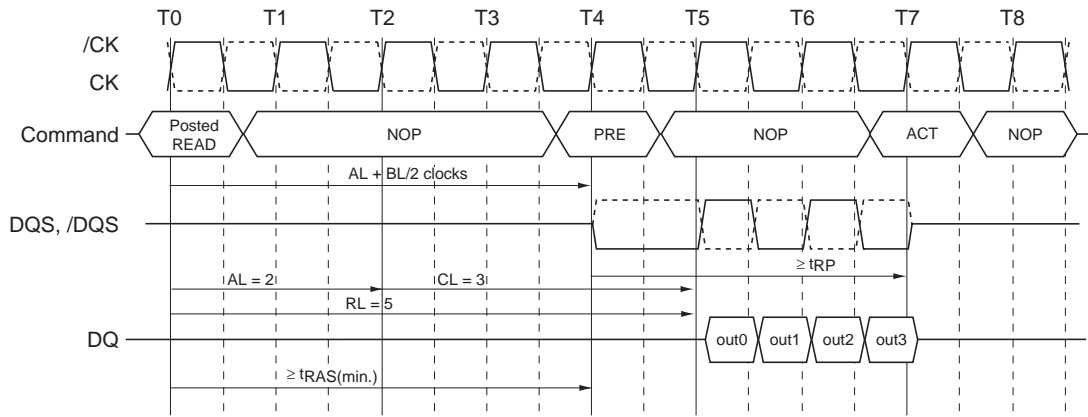 T0 T1 T2 T3 T4 T5 T6 T7 T8
/CK
CK
Command Posted READ NOP PRE NOP ACT NOP
AL + BL/2 clocks
DQS, /DQS
≥ tRP
AL = 2 CL = 3
RL = 5
DQ out0 out1 out2 out3
≥ tRAS(min.)